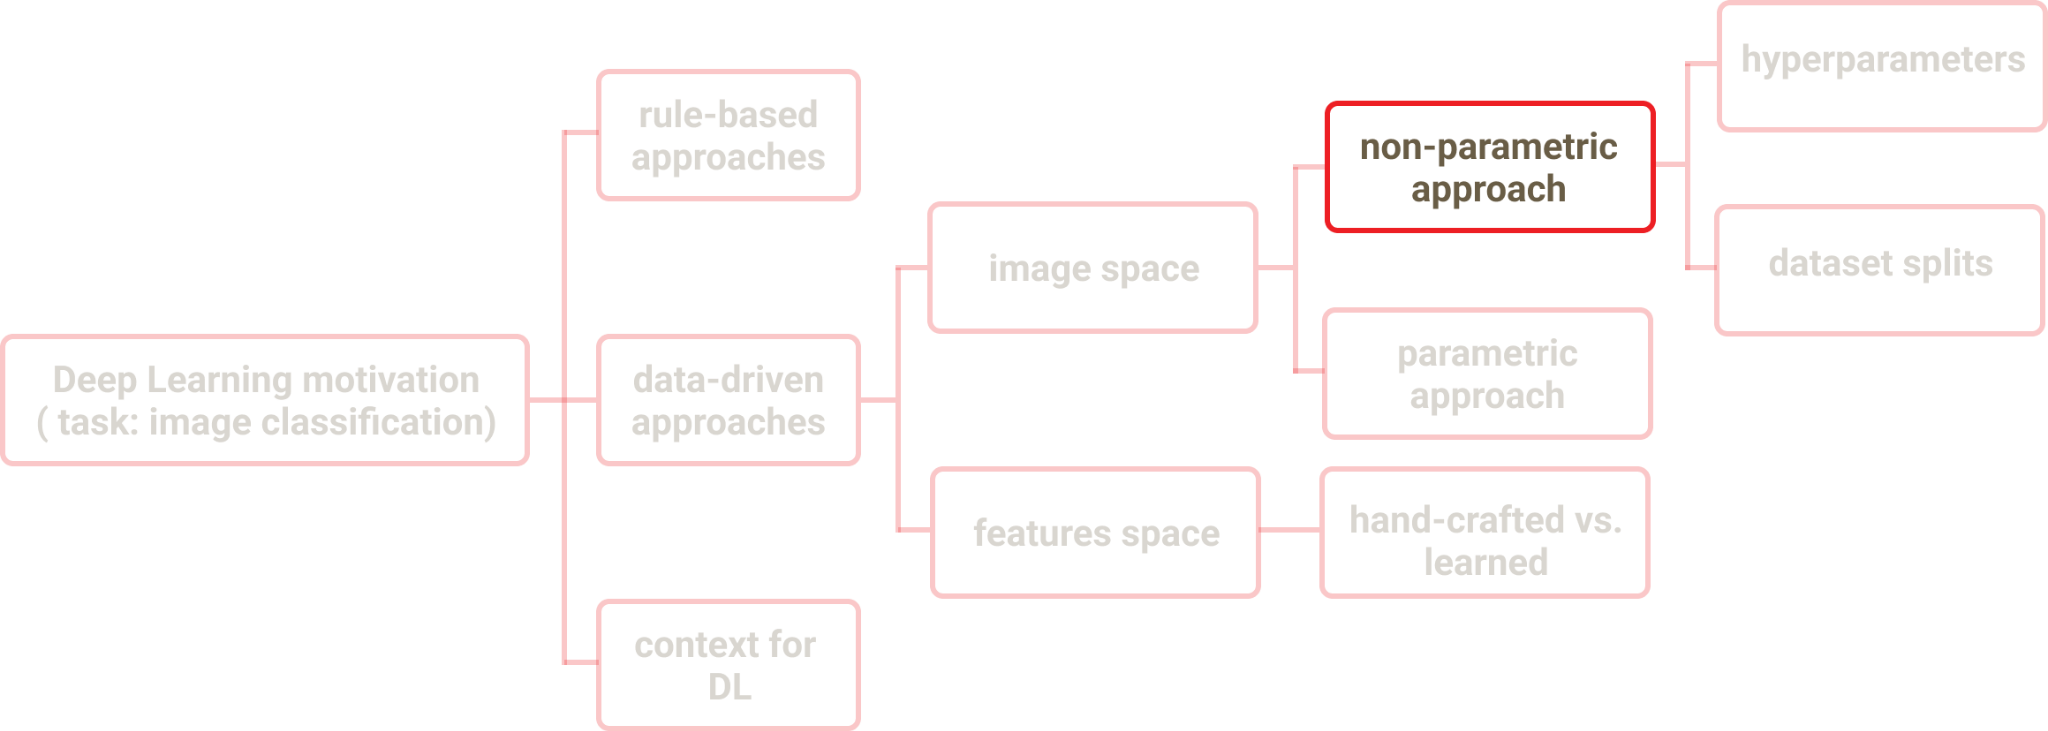 Deep Learning motivation
( task: image classification)
rule-based
approaches
data-driven
approaches
context for
DL
image space
features space
non-parametric
approach
parametric
approach
hand-crafted vs.
learned
hyperparameters
dataset splits